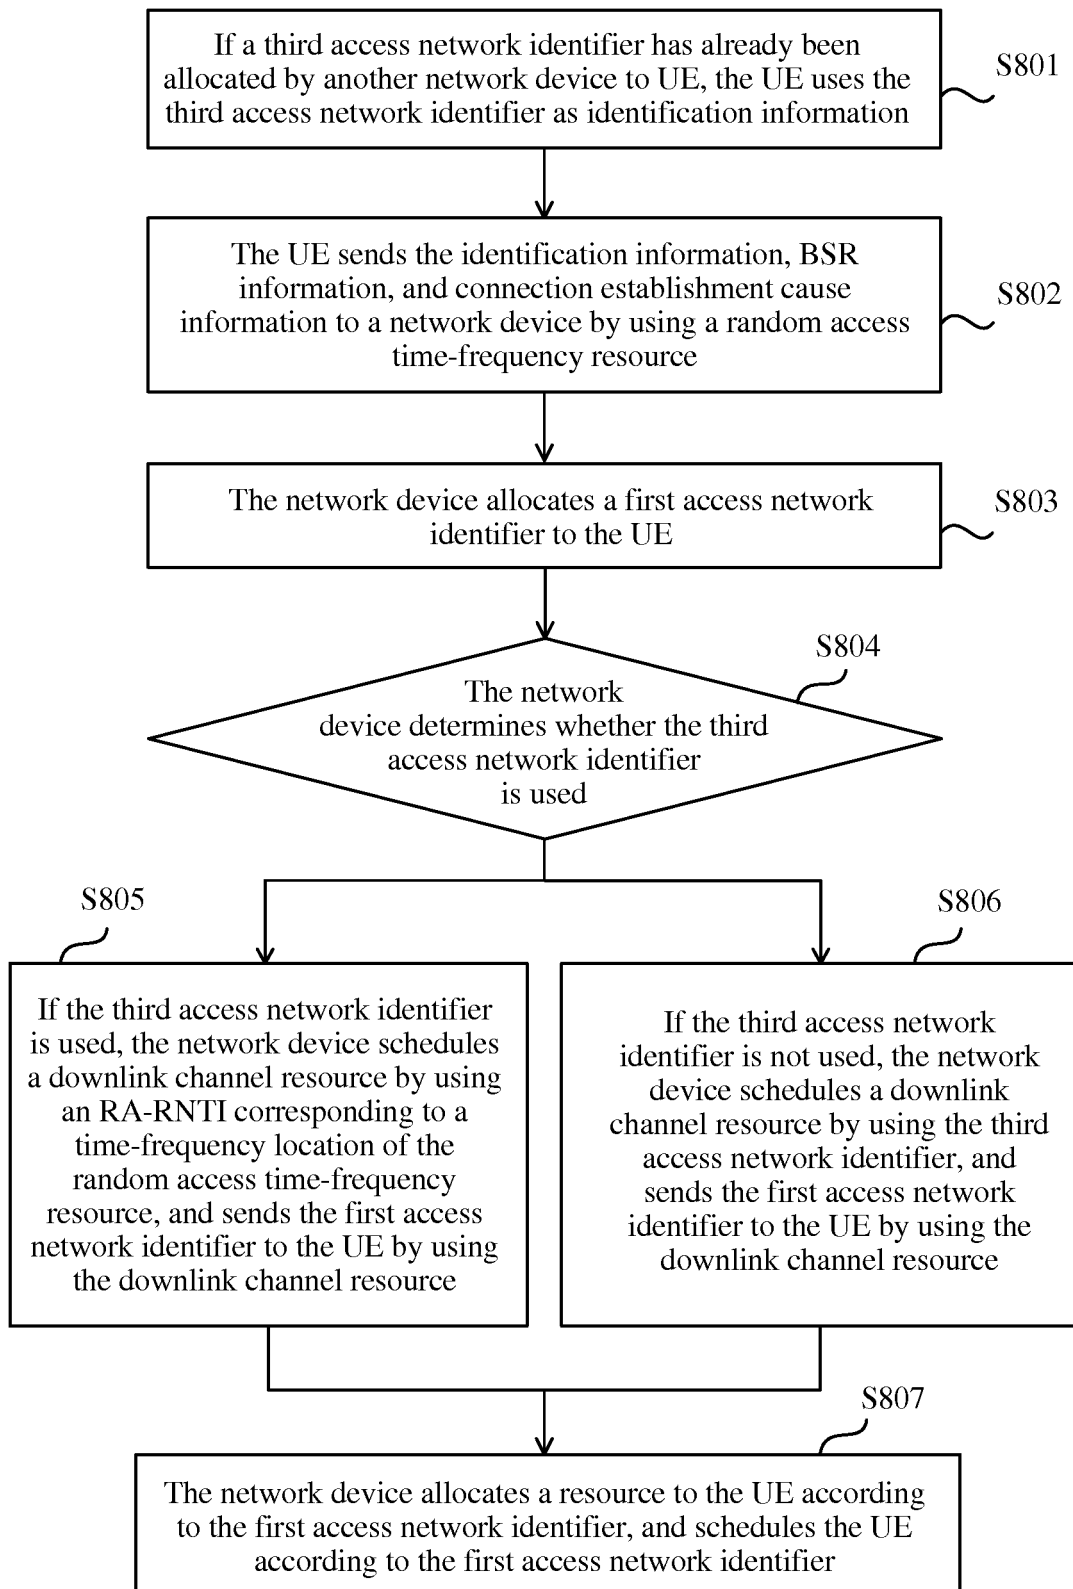 If a third access network identifier has already been
allocated by another network device to UE, the UE uses the
third access network identifier as identification information
S801
The UE sends the identification information, BSR
information, and connection establishment cause
information to a network device by using a random access
time-frequency resource
S802
The network device allocates a first access network
identifier to the UE
S803
S804
The network
device determines whether the third
access network identifier
is used
S805
If the third access network identifier
is used, the network device schedules
a downlink channel resource by using
an RA-RNTI corresponding to a
time-frequency location of the
random access time-frequency
resource, and sends the first access
network identifier to the UE by using
the downlink channel resource
S806
If the third access network
identifier is not used, the network
device schedules a downlink
channel resource by using the third
access network identifier, and
sends the first access network
identifier to the UE by using the
downlink channel resource
S807
The network device allocates a resource to the UE according
to the first access network identifier, and schedules the UE
according to the first access network identifier